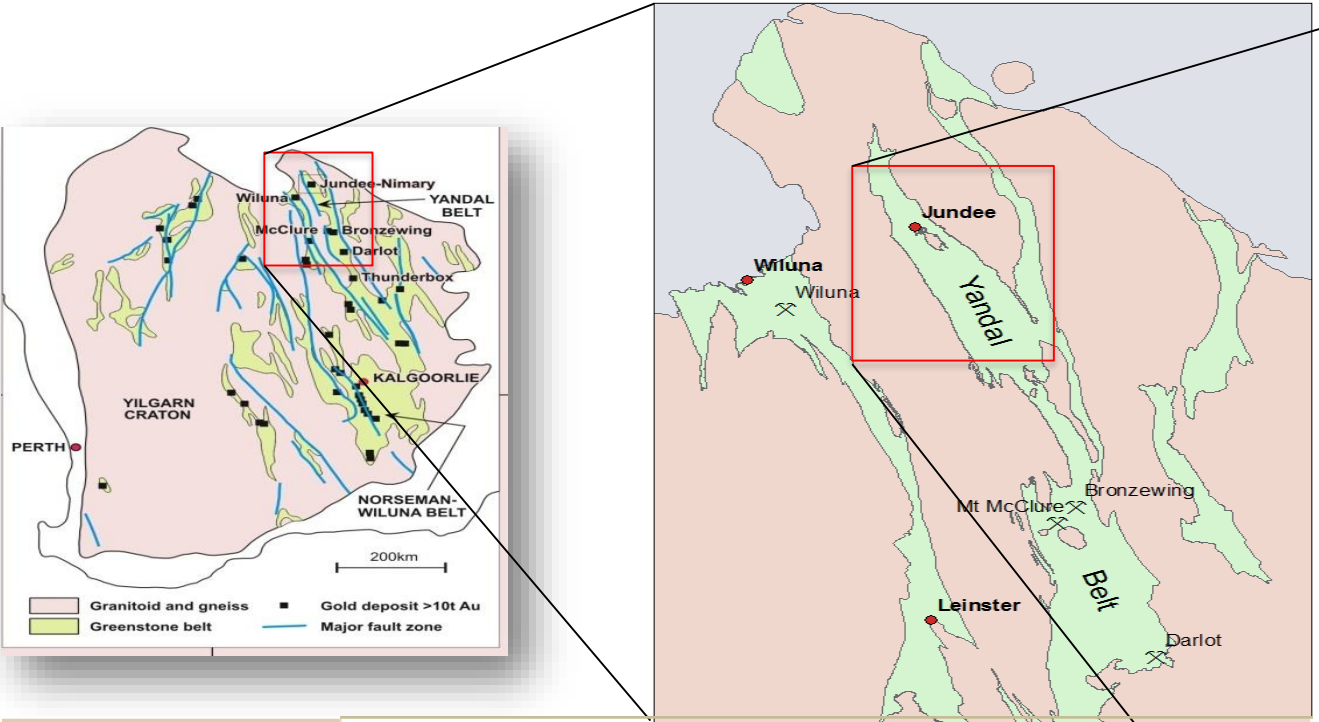 Jundee-Nimary
Wiluna
YANDAL
BELT
McClure
Bronzewing
Darlot
Thunderbox
KALGOORLIE
YILGARN
CRATON
PERTH
NORSEMAN-
WILUNA BELT
200km
Granitoid and gneiss
Gold deposit >10t Au
Greenstone belt
Major fault zone
Jundee
Wiluna
Wiluna
Yandal
Bronzewing
Mt McClure
Belt
Leinster
Darlot